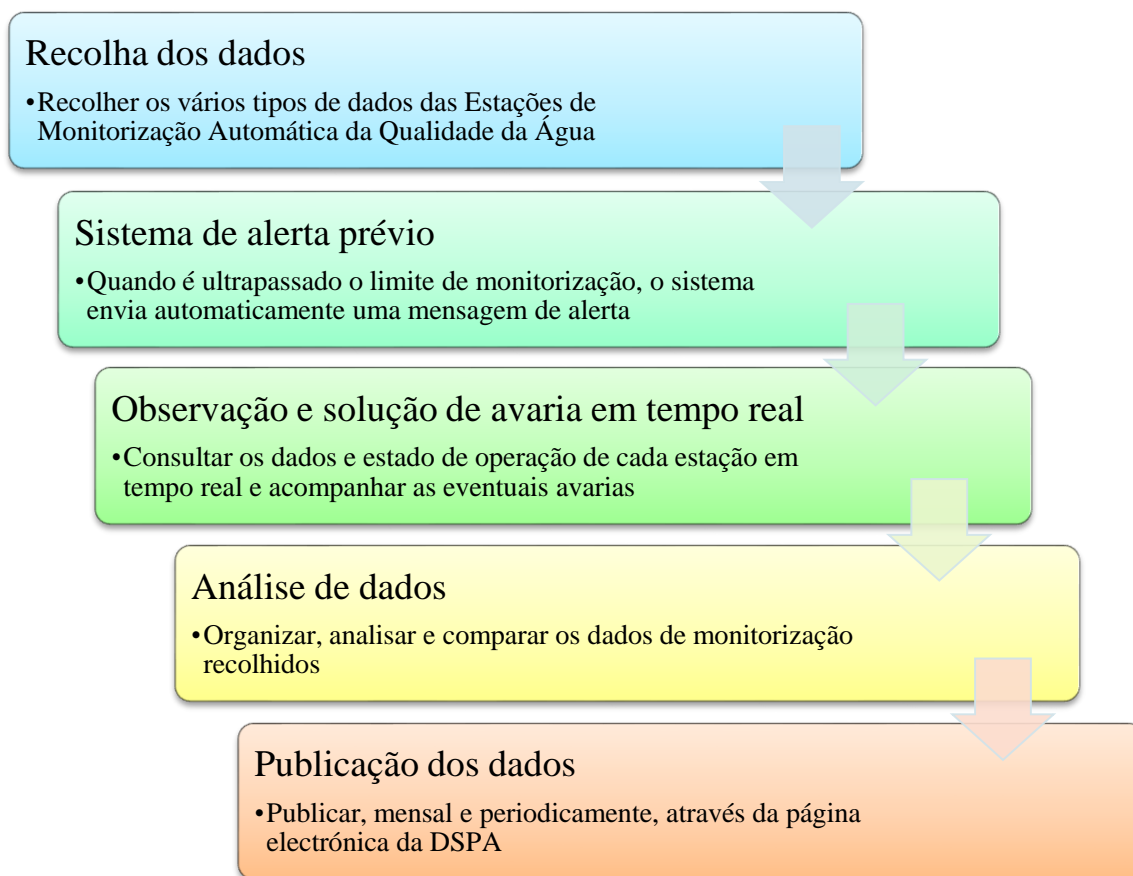 Recolha dos dados
•Recolher os vários tipos de dados das Estações de
Monitorização Automática da Qualidade da Água
Sistema de alerta prévio
•Quando é ultrapassado o limite de monitorização, o sistema
envia automaticamente uma mensagem de alerta
Observação e solução de avaria em tempo real
•Consultar os dados e estado de operação de cada estação em
tempo real e acompanhar as eventuais avarias
Análise de dados
•Organizar, analisar e comparar os dados de monitorização
recolhidos
Publicação dos dados
•Publicar, mensal e periodicamente, através da página
electrónica da DSPA